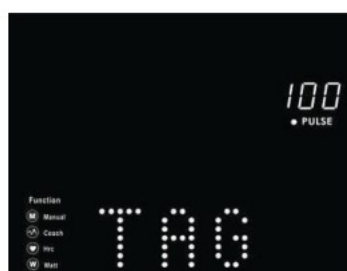 100
PULSE
Function
M Manual
Coach
Hrc
W Watt
TAG